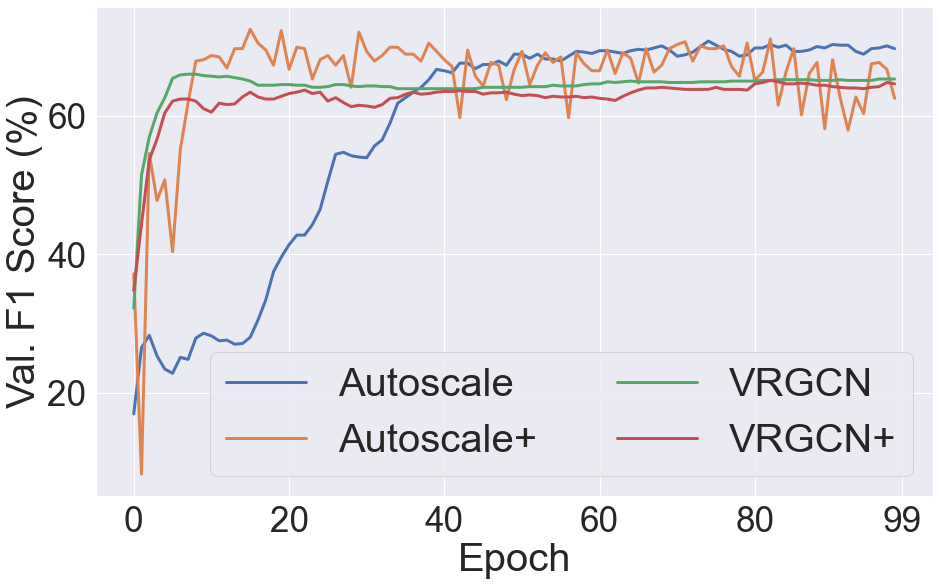 Val. F1 Score (%)
60
40
20
Autoscale
VRGCN
Autoscale+
VRGCN+
0 20 40 60 80 99
Epoch